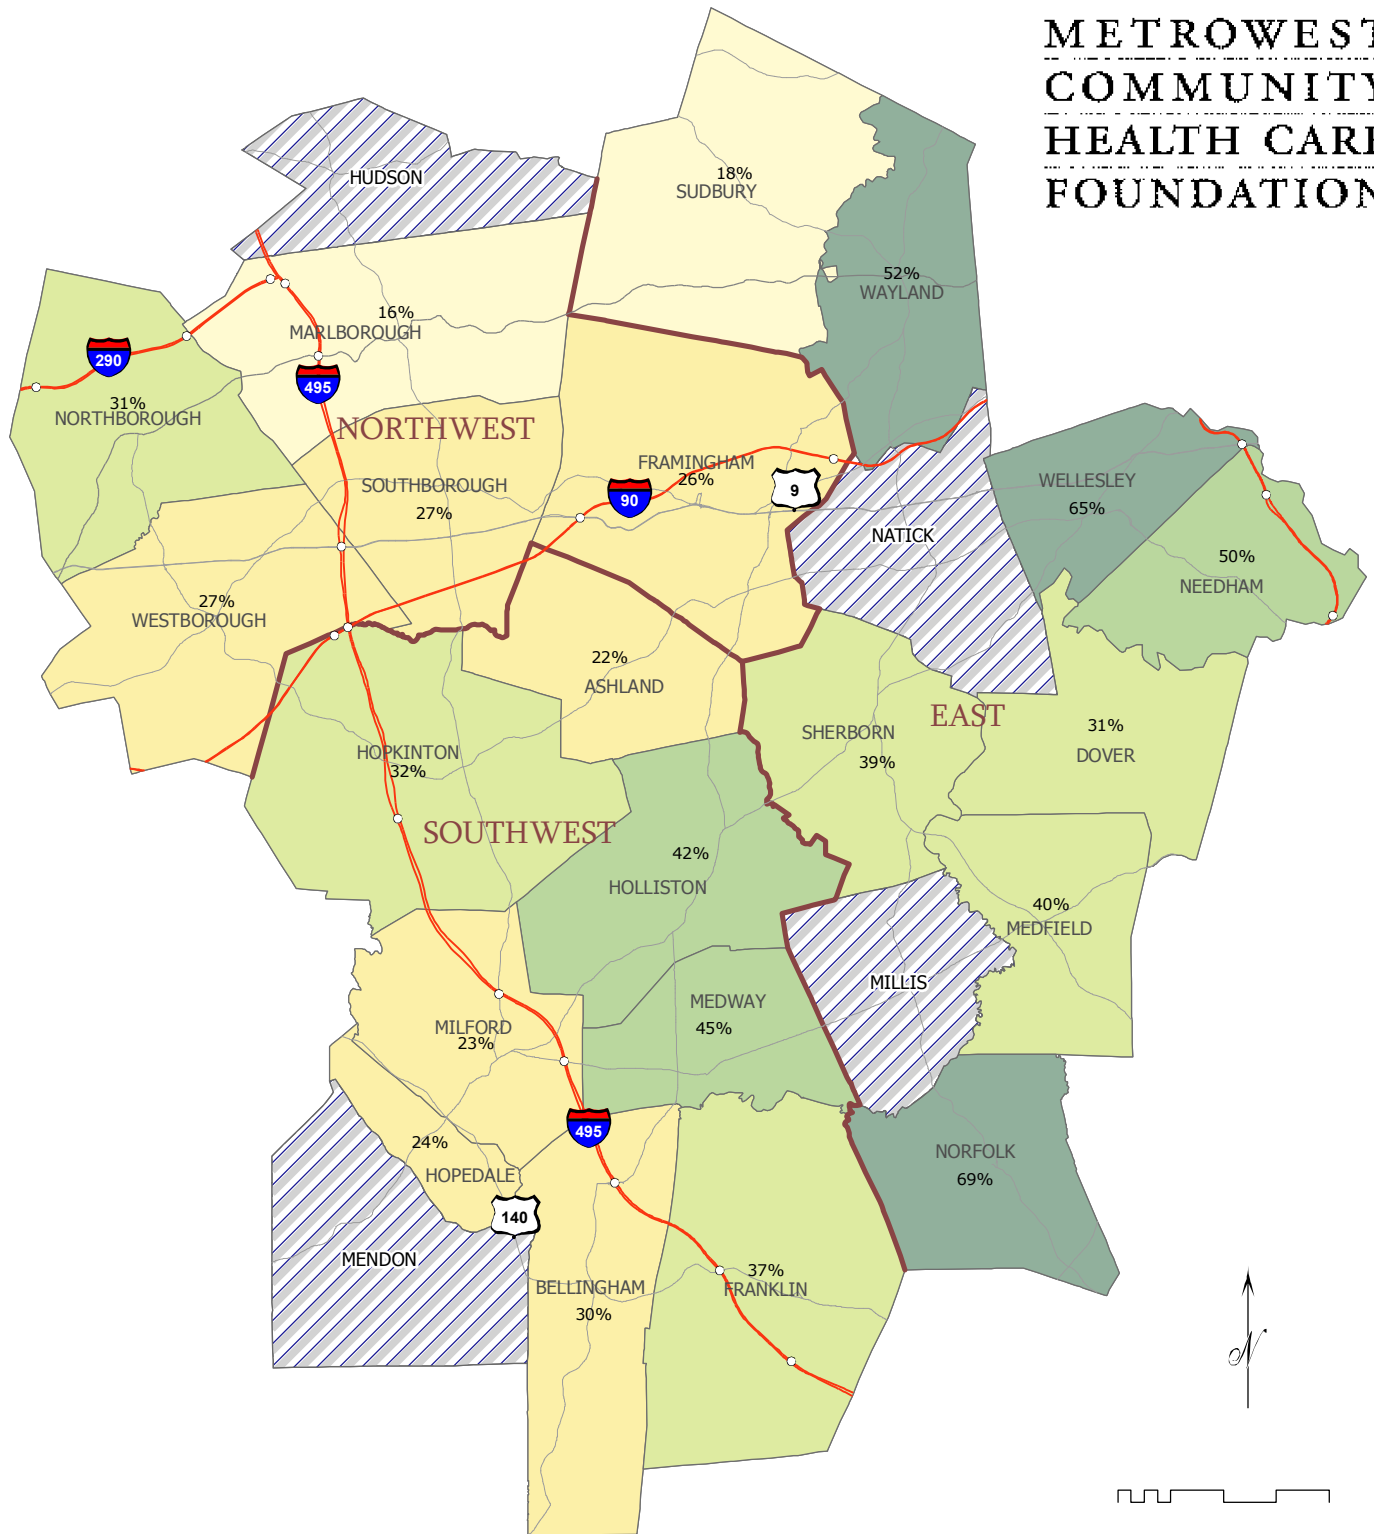 METROWEST
COMMUNITY
HEALTH CARE
FOUNDATION
HUDSON
18%
SUDBURY
52%
WAYLAND
16%
MARLBOROUGH
290
495
31%
NORTHBOROUGH
NORTHWEST
FRAMINGHAM
26%
SOUTHBOROUGH
27%
90
9
WELLESLEY
65%
NATICK
50%
NEEDHAM
27%
WESTBOROUGH
22%
ASHLAND
EAST
SHERBORN
39%
31%
DOVER
HOPKINTON
32%
SOUTHWEST
42%
HOLLISTON
40%
MEDFIELD
MILLIS
MEDWAY
45%
MILFORD
23%
495
24%
HOPEDALE
NORFOLK
69%
140
MENDON
BELLINGHAM
30%
37%
FRANKLIN
N